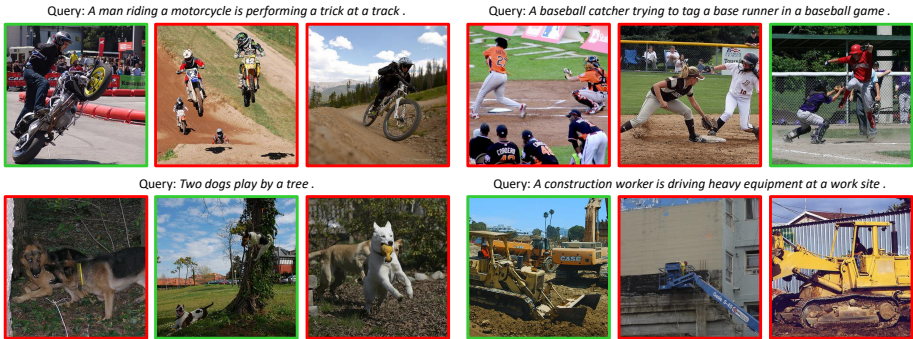 Query: A man riding a motorcycle is performing a trick at a track .
Query: A baseball catcher trying to tag a base runner in a baseball game .
Query: Two dogs play by a tree .
Query: A construction worker is driving heavy equipment at a work site .
CASE